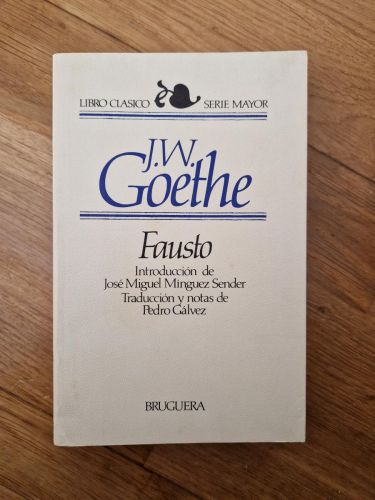 LIBRO CLASICO SERIE MAYOR
J.W.
Goethe
Fausto
Introducción de
José Miguel Mínguez Sender
Traducción y notas de
Pedro Gálvez
BRUGUERA